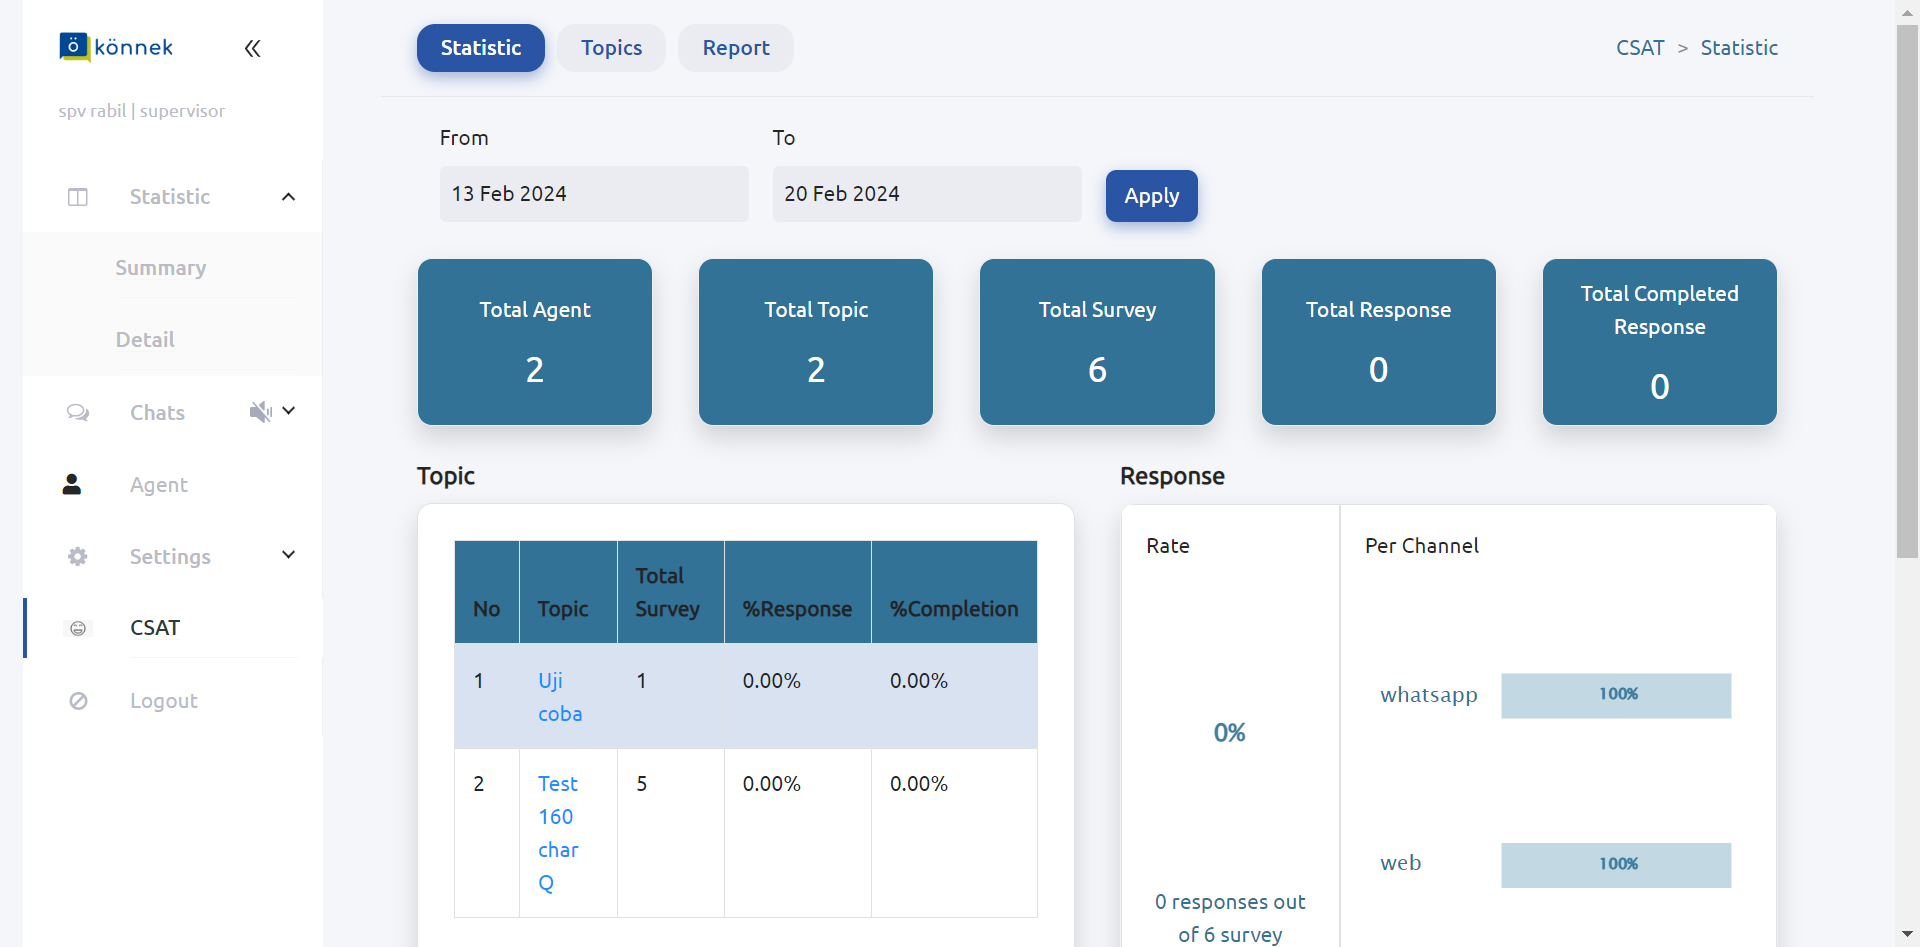 ö könnek
spv rabil | supervisor
Statistic
Summary
Detail
Chats
Agent
Settings
CSAT
Logout
Statistic Topics Report
CSAT > Statistic
From To
13 Feb 2024 20 Feb 2024 Apply
Total Agent
2
Total Topic
2
Total Survey
6
Total Response
0
Total Completed
Response
0
Topic
No Topic Total Survey %Response %Completion
1 Uji coba 1 0.00% 0.00%
2 Test 160 char Q 5 0.00% 0.00%
Response
Rate
0%
0 responses out
of 6 survey
Per Channel
whatsapp 100%
web 100%